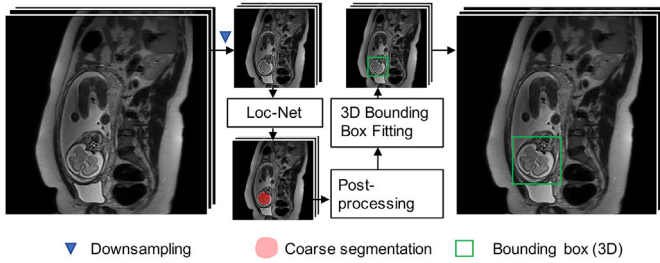 Loc-Net
3D Bounding
Box Fitting
Post-
processing
Downsampling
Coarse segmentation
Bounding box (3D)